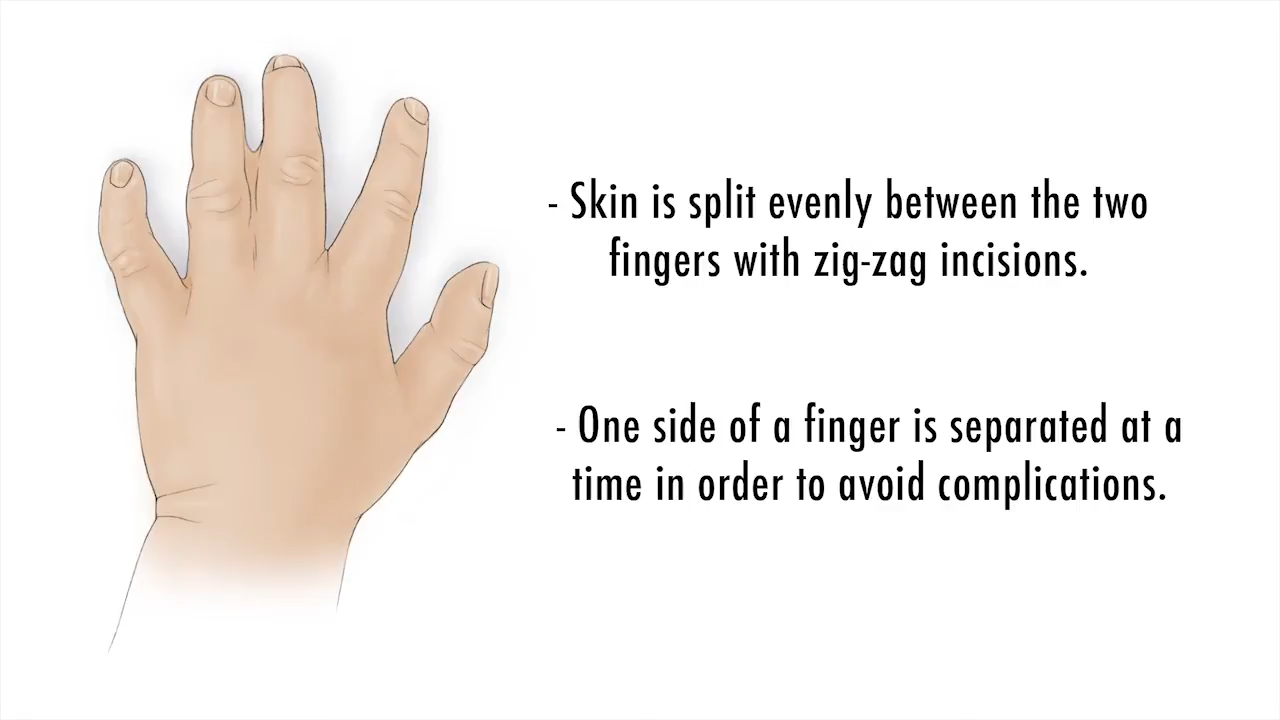 - Skin is split evenly between the two
fingers with zig-zag incisions.
- One side of a finger is separated at a
time in order to avoid complications.